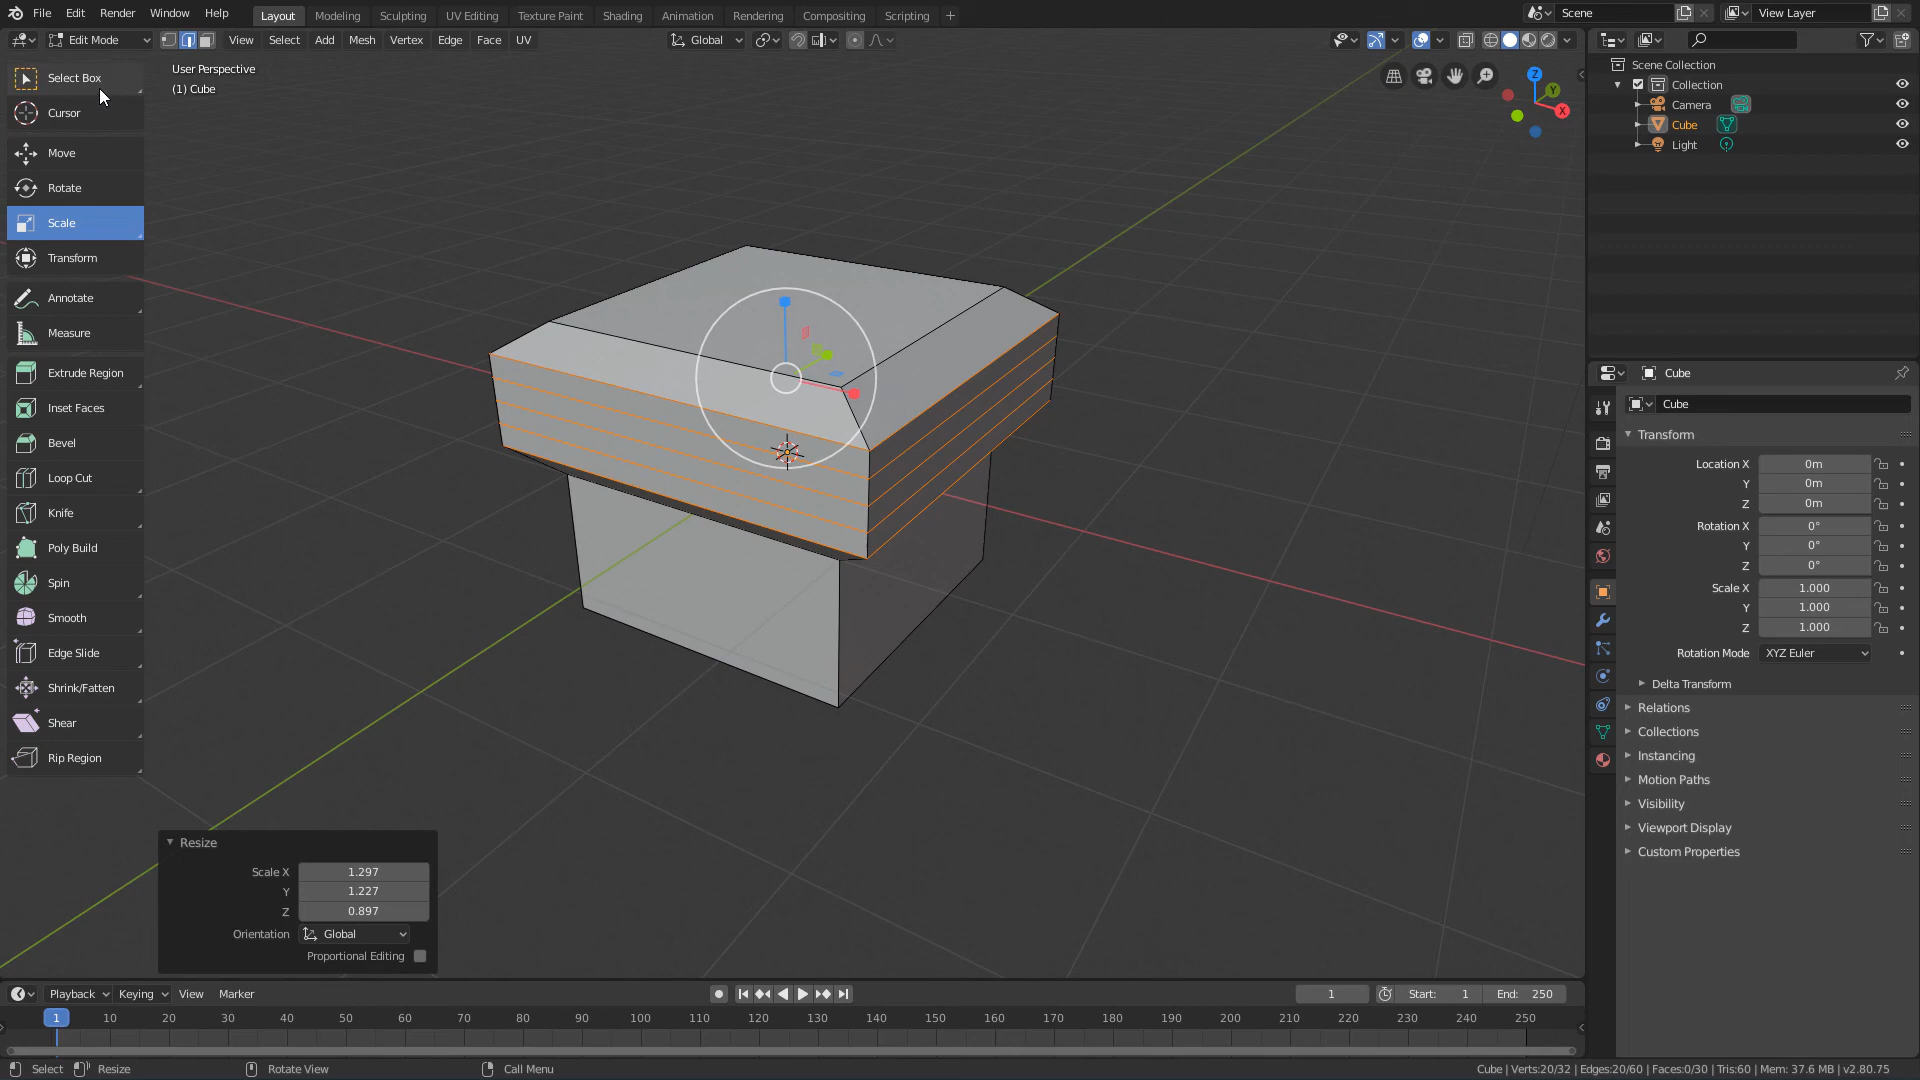 File Edit Render Window Help Layout Modeling Sculpting UV Editing Texture Paint Shading Animation Rendering Compositing Scripting + Scene View Layer
Edit Mode View Select Add Mesh Vertex Edge Face UV Global
User Perspective
(1) Cube
Select Box
Cursor
Move
Rotate
Scale
Transform
Annotate
Measure
Extrude Region
Inset Faces
Bevel
Loop Cut
Knife
Poly Build
Spin
Smooth
Edge Slide
Shrink/Fatten
Shear
Rip Region
Z
Y
X
Resize
Scale X 1.297
Y 1.227
Z 0.897
Orientation Global
Proportional Editing
Scene Collection
Collection
Camera
Cube
Light
Cube
Cube
Transform
Location X 0m
Y 0m
Z 0m
Rotation X 0°
Y 0°
Z 0°
Scale X 1.000
Y 1.000
Z 1.000
Rotation Mode XYZ Euler
Delta Transform
Relations
Collections
Instancing
Motion Paths
Visibility
Viewport Display
Custom Properties
Playback Keying View Marker 1 Start: 1 End: 250
1 10 20 30 40 50 60 70 80 90 100 110 120 130 140 150 160 170 180 190 200 210 220 230 240 250
Select Resize Rotate View Call Menu Cube | Verts:20/32 | Edges:20/60 | Faces:0/30 | Tris:60 | Mem: 37.6 MB | v2.80.75